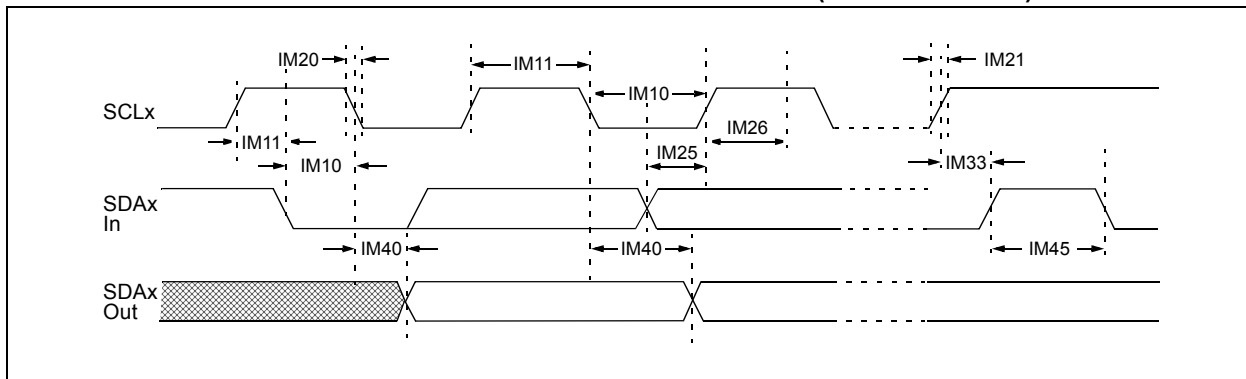 IM20
IM11
IM21
IM10
SCLx
IM11
IM26
IM10
IM25
IM33
SDAx
In
IM40
IM40
IM45
SDAx
Out